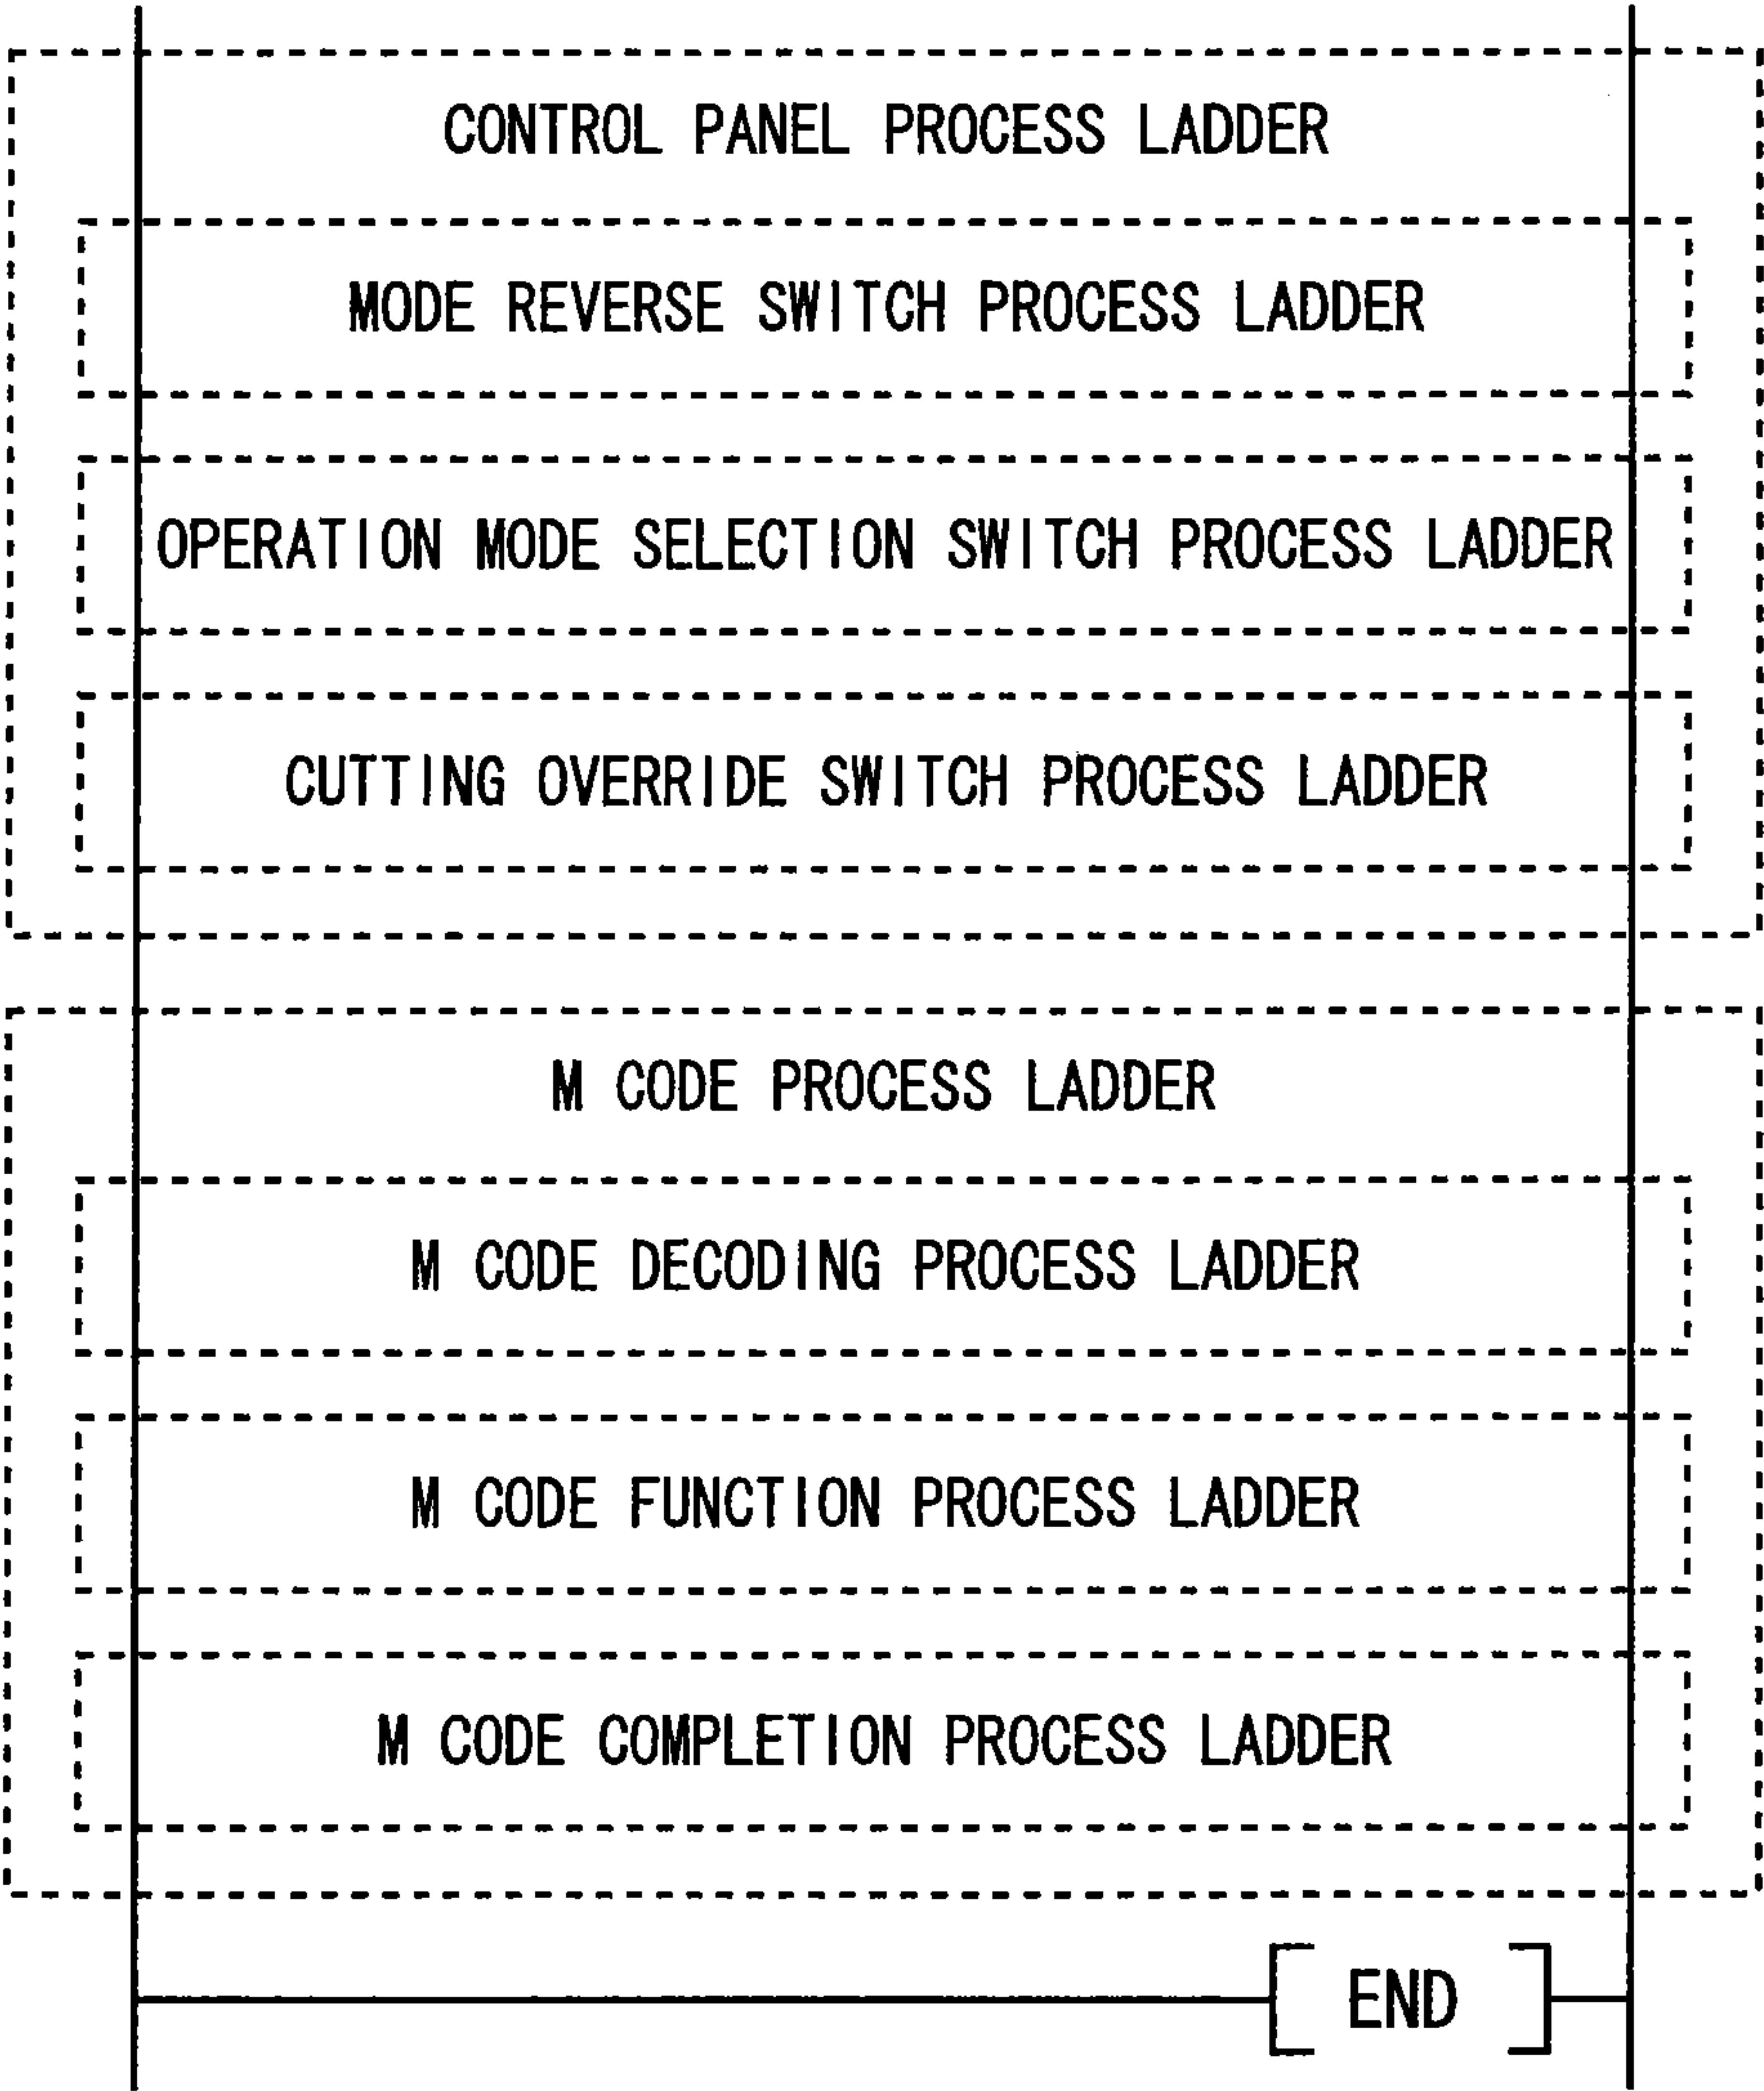 CONTROL PANEL PROCESS LADDER
MODE REVERSE SWITCH PROCESS LADDER
OPERATION MODE SELECTION SWITCH PROCESS LADDER
CUTTING OVERRIDE SWITCH PROCESS LADDER
M CODE PROCESS LADDER
M CODE DECODING PROCESS LADDER
M CODE FUNCTION PROCESS LADDER
M CODE COMPLETION PROCESS LADDER
END